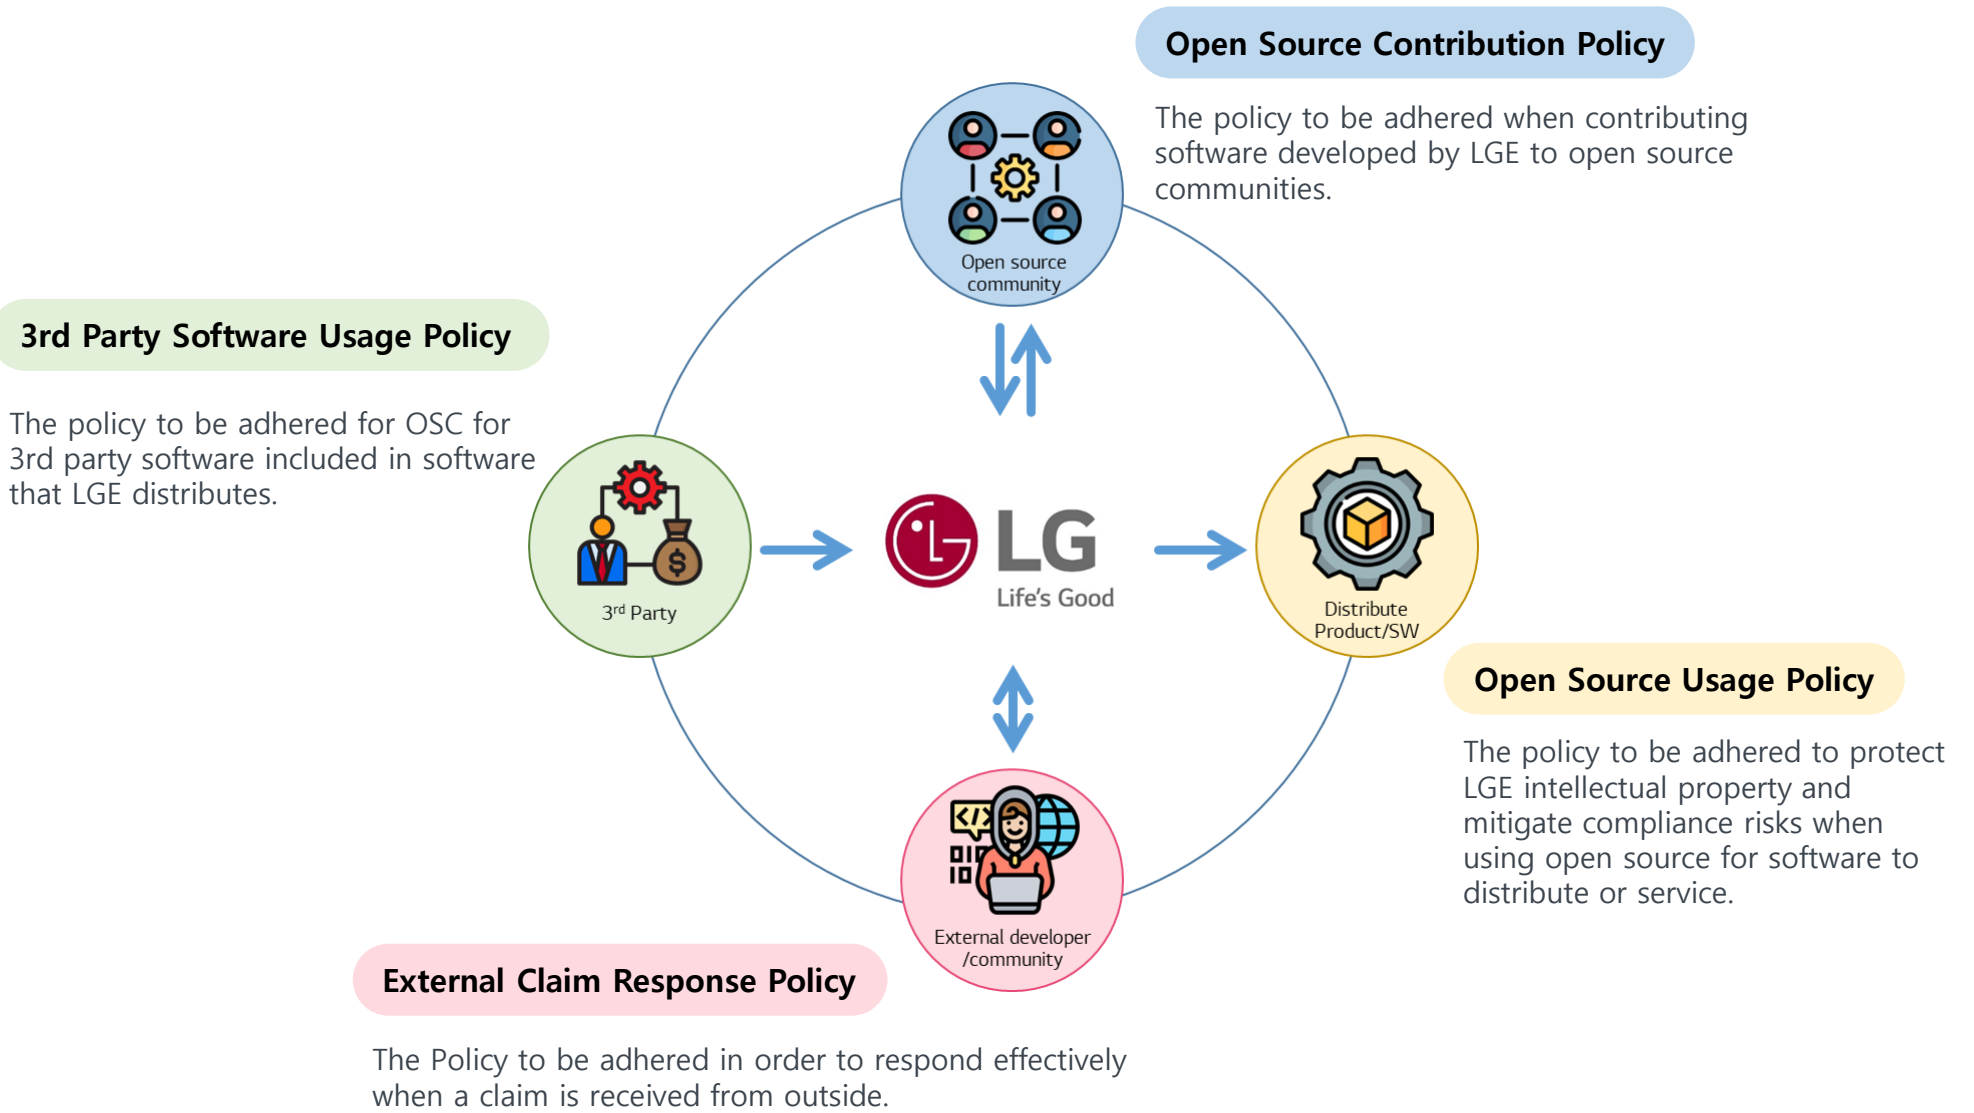 Open Source Contribution Policy
The policy to be adhered when contributing
software developed by LGE to open source
communities.
Open source
community
3rd Party Software Usage Policy
The policy to be adhered for OSC for
3rd party software included in software
that LGE distributes.
3rd Party
LG
Life's Good
Distribute
Product/SW
Open Source Usage Policy
The policy to be adhered to protect
LGE intellectual property and
mitigate compliance risks when
using open source for software to
distribute or service.
External developer
/community
External Claim Response Policy
The Policy to be adhered in order to respond effectively
when a claim is received from outside.